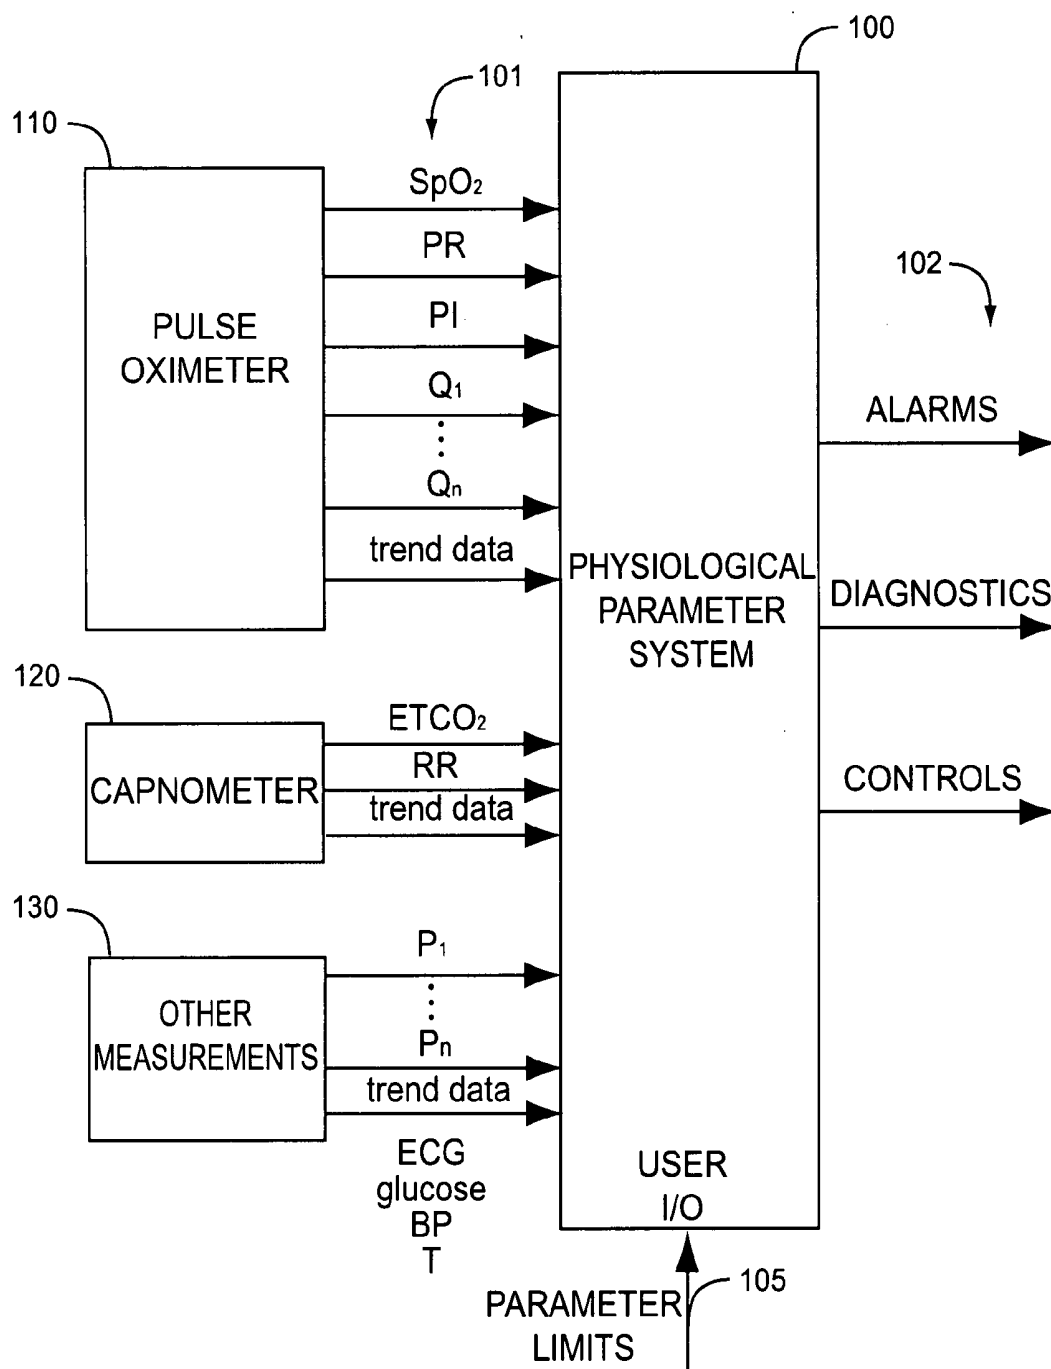 100
101
110
SpO₂
PR
102
PI
PULSE
OXIMETER
Q₁
ALARMS
Qₙ
trend data
PHYSIOLOGICAL
PARAMETER
SYSTEM
DIAGNOSTICS
120
ETCO₂
RR
CAPNOMETER
trend data
CONTROLS
130
P₁
OTHER
MEASUREMENTS
Pₙ
trend data
ECG
glucose
BP
T
USER
I/O
105
PARAMETER
LIMITS